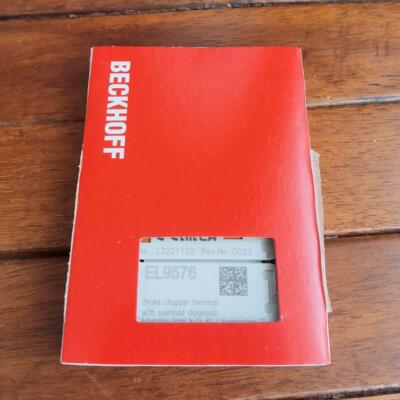 BECKHOFF
Nr.:23221102 Rev.Nr.:0022
EL9576
Brake chopper terminal
with overload diagnosis